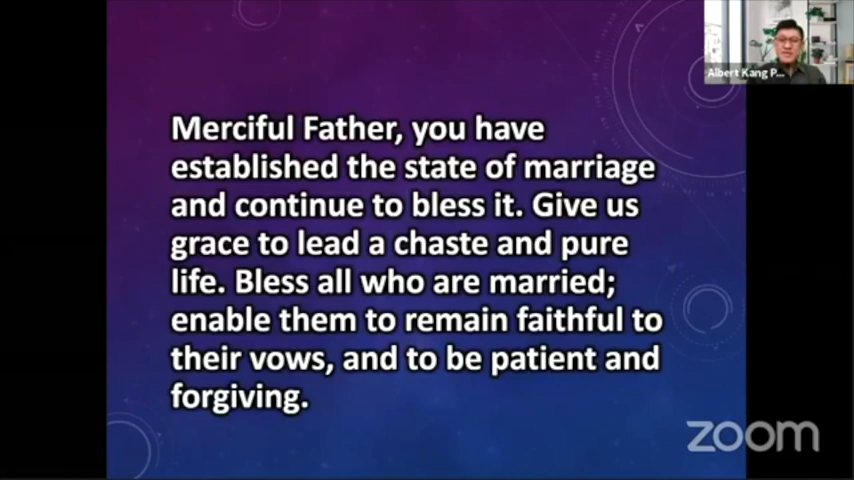 Albert Kang P...
Merciful Father, you have
established the state of marriage
and continue to bless it. Give us
grace to lead a chaste and pure
life. Bless all who are married;
enable them to remain faithful to
their vows, and to be patient and
forgiving.
zoom